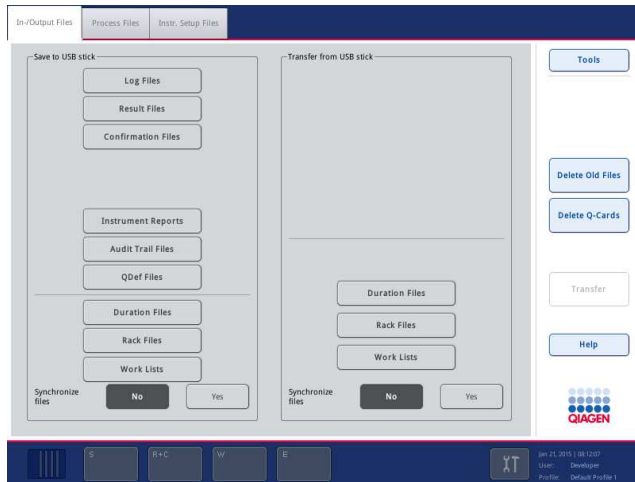 In-/Output Files
Process Files
Instr. Setup Files
Save to USB stick
Log Files
Result Files
Confirmation Files
Instrument Reports
Audit Trail Files
QDef Files
Duration Files
Rack Files
Work Lists
Synchronize files
No
Yes
Transfer from USB stick
Duration Files
Rack Files
Work Lists
Synchronize files
No
Yes
Tools
Delete Old Files
Delete Q-Cards
Transfer
Help
QIAGEN
S
R+C
W
E
Jan 21, 2015 | 08:12:07
User: Developer
Profile: Default Profile 1